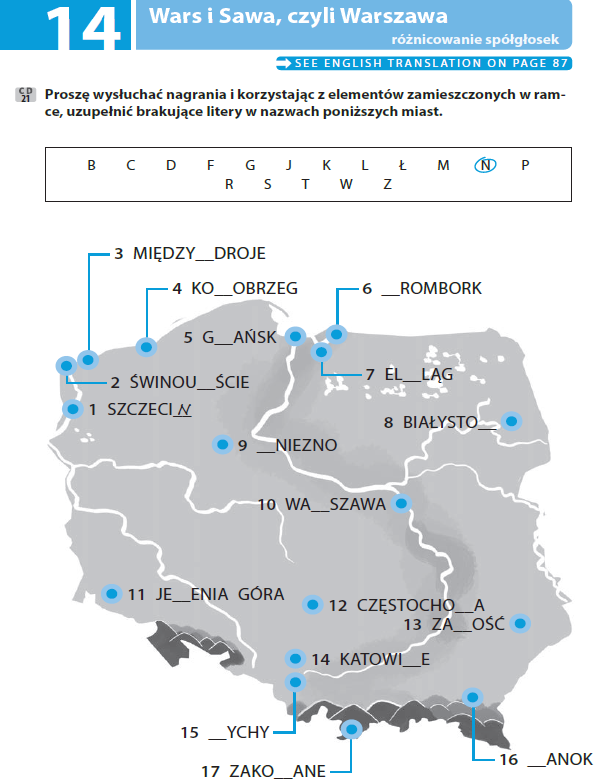 14
Wars i Sawa, czyli Warszawa
różnicowanie spółgłosek
SEE ENGLISH TRANSLATION ON PAGE 87
CD
21
Proszę wysłuchać nagrania i korzystając z elementów zamieszczonych w ram-
ce, uzupełnić brakujące litery w nazwach poniższych miast.
B C D F G J K L Ł M N P
R S T W Z
3 MIĘDZY__DROJE
4 KO__OBRZEG
6 __ROMBORK
5 G__AŃSK
7 EL__LĄG
2 ŚWINOU__ŚCIE
1 SZCZECIN
8 BIAŁYSTO__
9 __NIEZNO
10 WA__SZAWA
11 JE__ENIA GÓRA
12 CZĘSTOCHO__A
13 ZA__OŚĆ
14 KATOWI__E
15 __YCHY
16 __ANOK
17 ZAKO__ANE